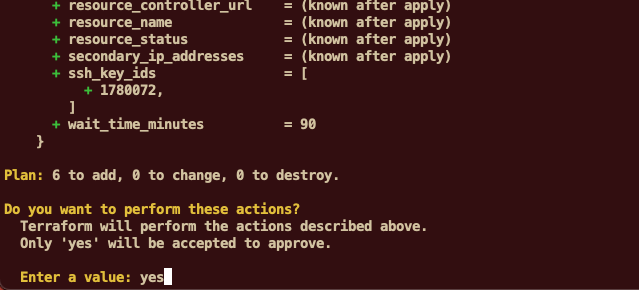 + resource_controller_url    = (known after apply)
+ resource_name              = (known after apply)
+ resource_status            = (known after apply)
+ secondary_ip_addresses     = (known after apply)
+ ssh_key_ids                = [
+ 1780072,
]
+ wait_time_minutes          = 90
}
Plan: 6 to add, 0 to change, 0 to destroy.
Do you want to perform these actions?
Terraform will perform the actions described above.
Only 'yes' will be accepted to approve.
Enter a value: yes